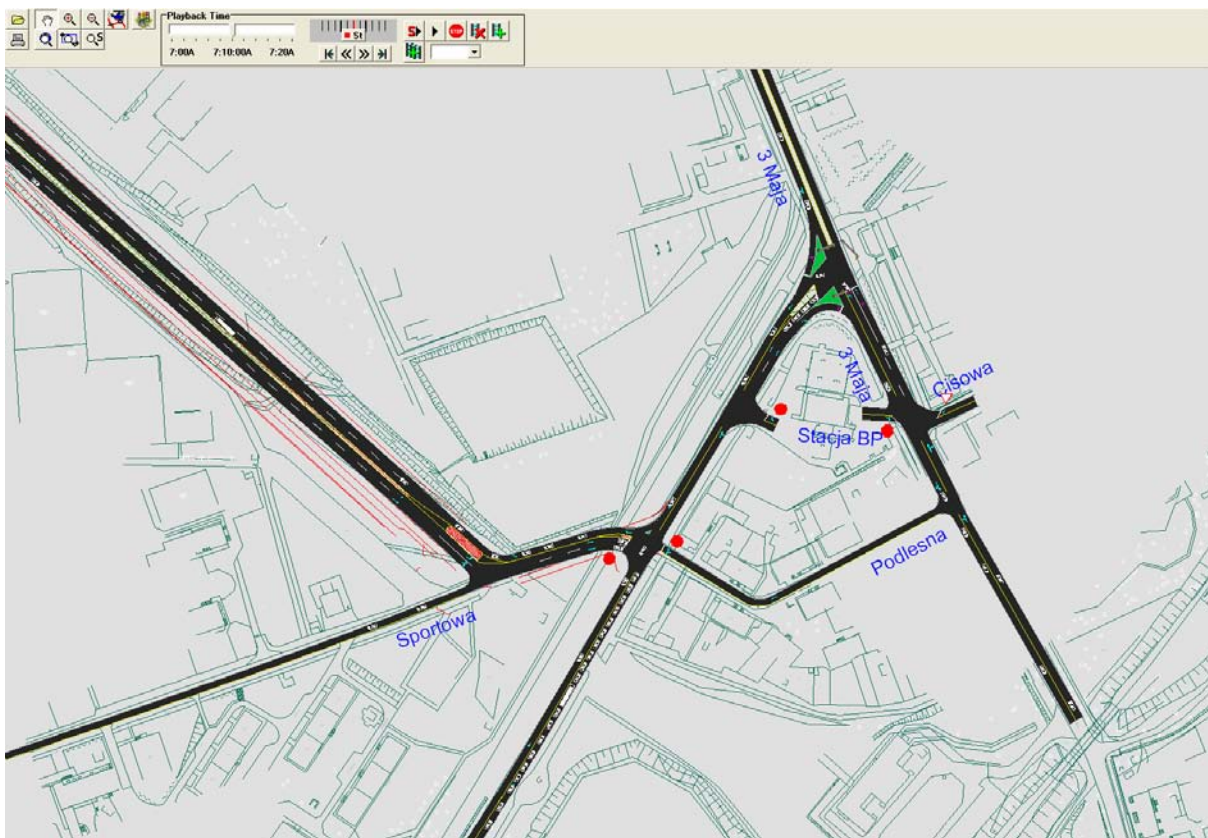 Playback Time
S
St
S
STOP
7:00A 7:10:00A 7:20A
3 Maja
3 Maja
Cisowa
Stacja BP
Podlesna
Sportowa